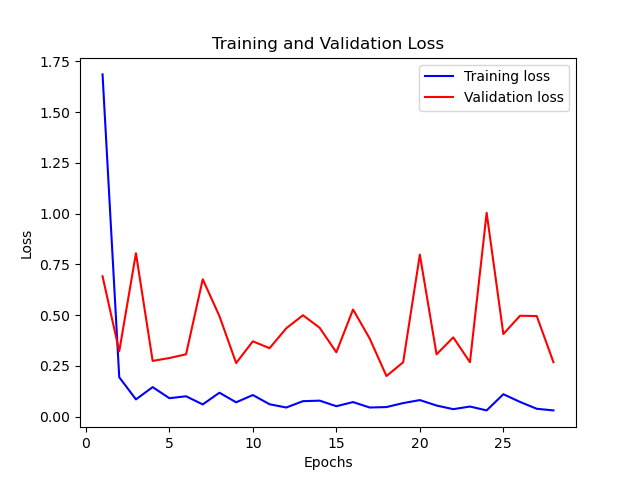 Training and Validation Loss
1.75
1.50
1.25
1.00
0.75
0.50
0.25
0.00
Loss
Training loss
Validation loss
0 5 10 15 20 25
Epochs